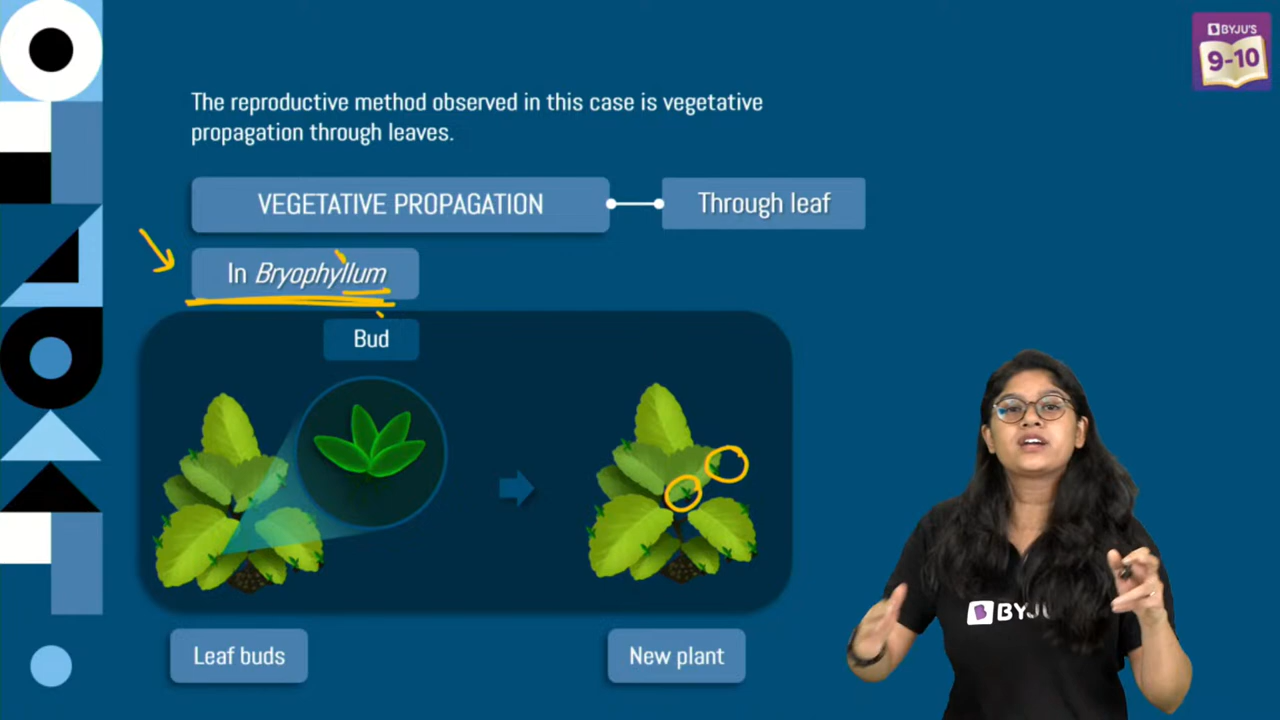 BYJU'S
9-10
The reproductive method observed in this case is vegetative
propagation through leaves.
VEGETATIVE PROPAGATION
Through leaf
In Bryophyllum
Bud
BYJU
Leaf buds
New plant